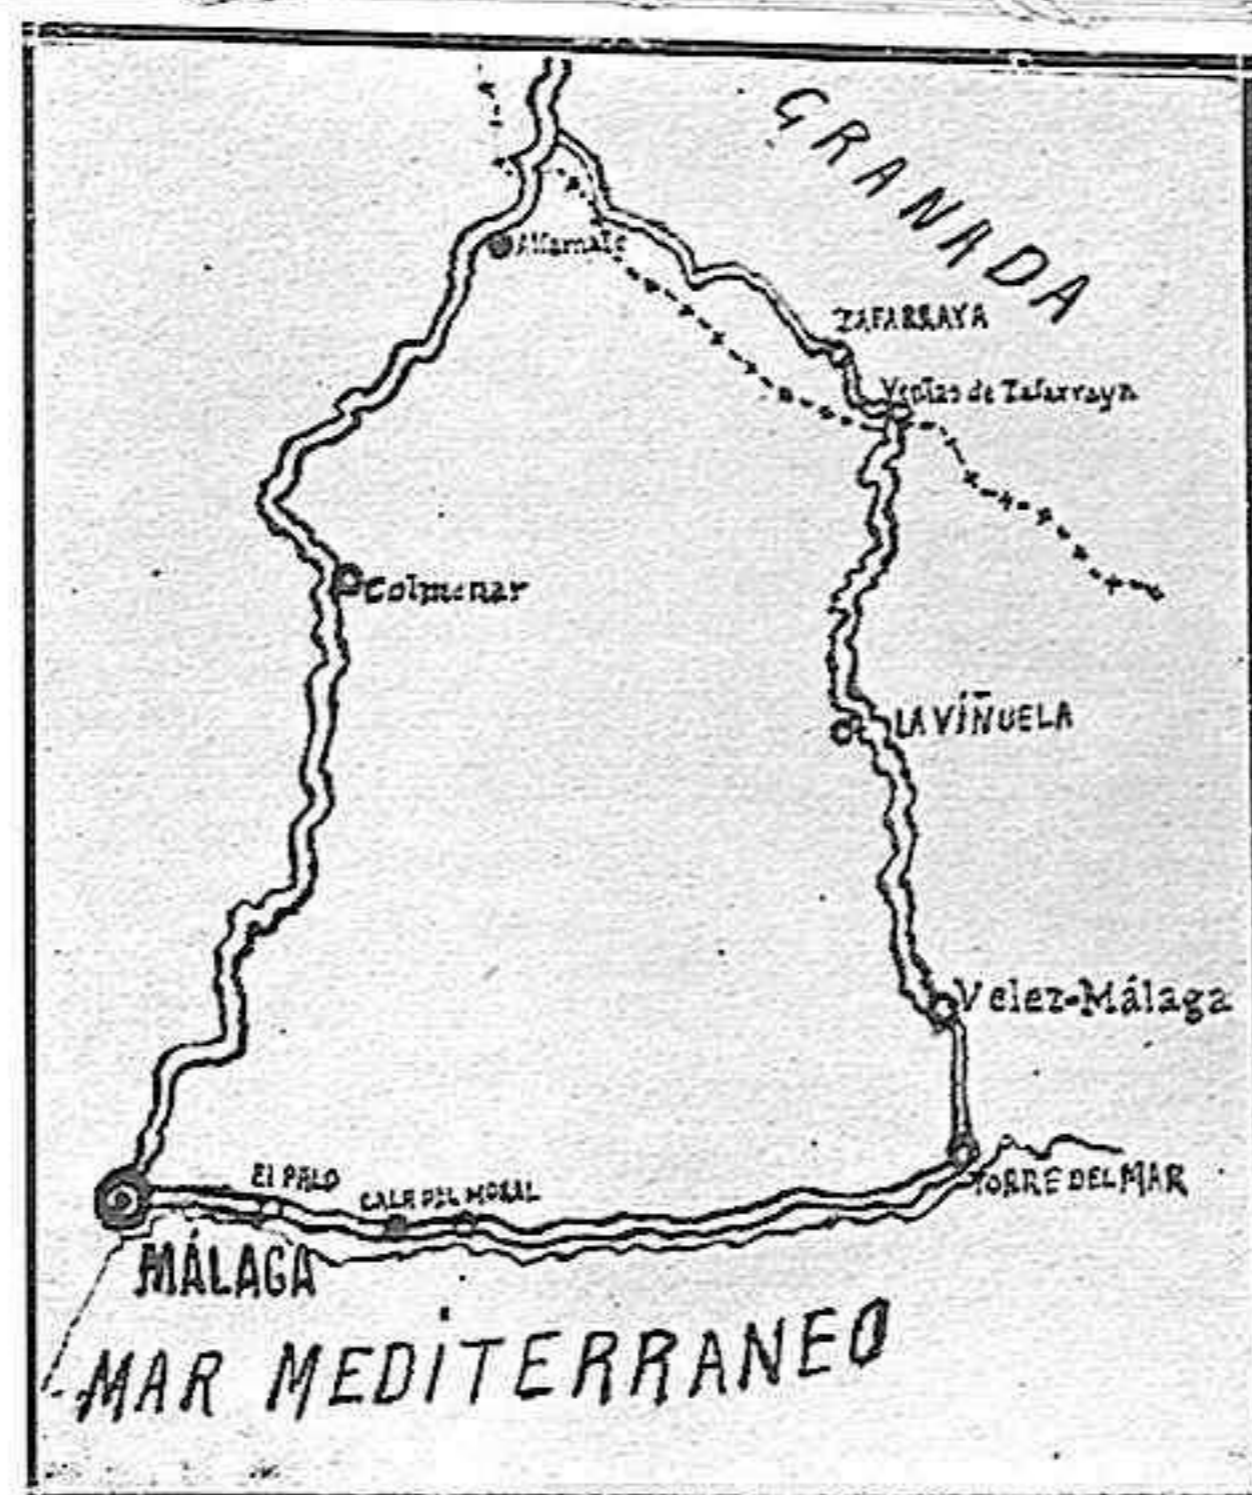 GRANADA
Alfarnate
ZAFARRAYA
Ventas de Zafarraya
Colmenar
LA VÍÑUELA
Velez-Málaga
TORRE DEL MAR
El PALO
CALA DEL MORAL
MÁLAGA
MAR MEDITERRANEO